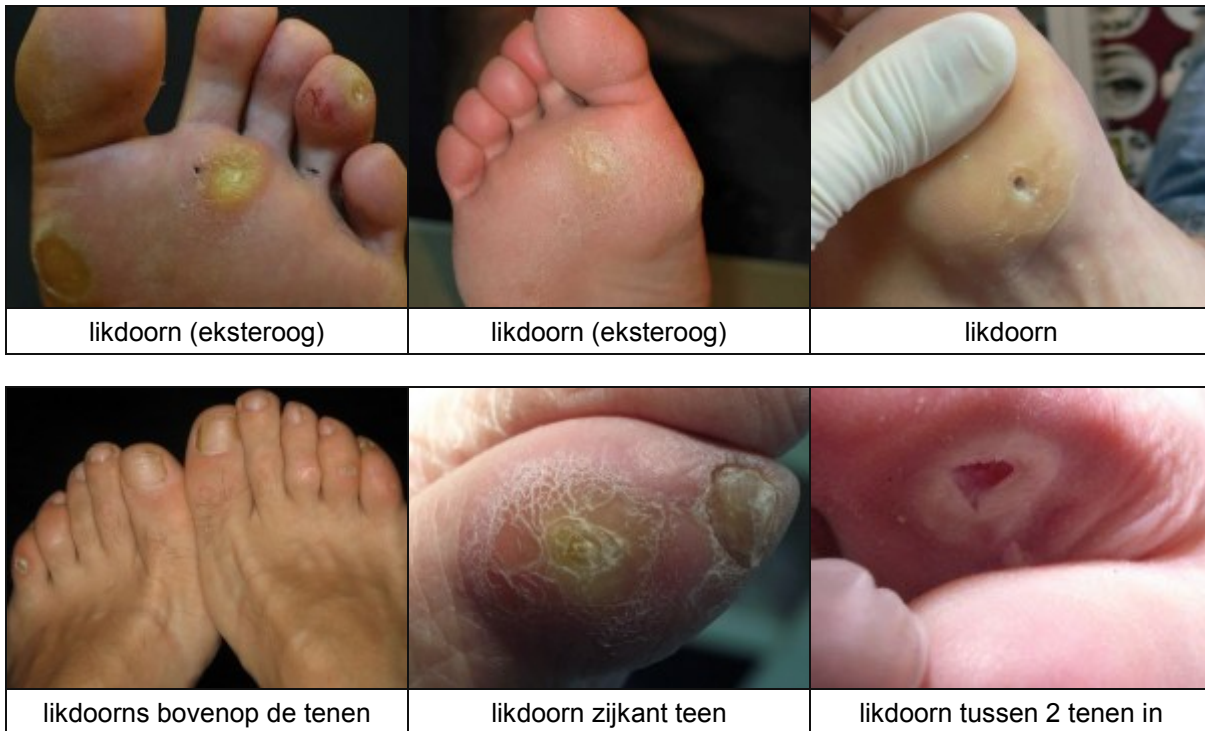 likdoorn (eksteroog)
likdoorn (eksteroog)
likdoorn
likdoorns bovenop de tenen
likdoorn zijkant teen
likdoorn tussen 2 tenen in